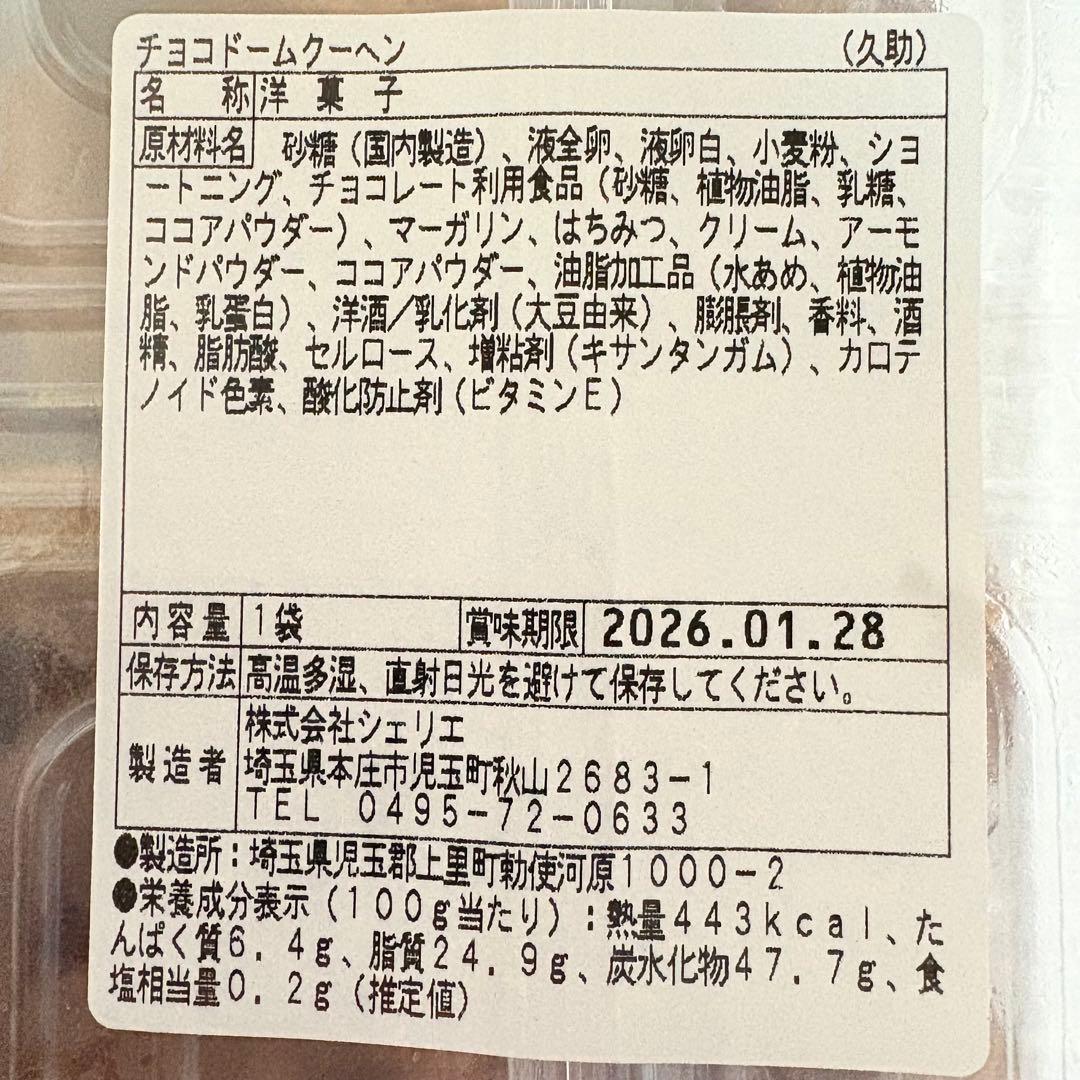 チョコドームクーヘン （久助）
名称 洋菓子
原材料名 砂糖（国内製造）、液全卵、液卵白、小麦粉、ショ
ートニング、チョコレート利用食品（砂糖、植物油脂、乳糖、
ココアパウダー）、マーガリン、はちみつ、クリーム、アーモ
ンドパウダー、ココアパウダー、油脂加工品（水あめ、植物油
脂、乳蛋白）、洋酒／乳化剤（大豆由来）、膨脹剤、香料、酒
精、脂肪酸、セルロース、増粘剤（キサンタンガム）、カロテ
ノイド色素、酸化防止剤（ビタミンE）
内容量 1袋 賞味期限 2026.01.28
保存方法 高温多湿、直射日光を避けて保存してください。
製造者 株式会社シェリエ
埼玉県本庄市児玉町秋山2683-1
TEL 0495-72-0633
●製造所：埼玉県児玉郡上里町勅使河原1000-2
●栄養成分表示（100g当たり）：熱量443kcal、た
んぱく質6.4g、脂質24.9g、炭水化物47.7g、食
塩相当量0.2g（推定値）